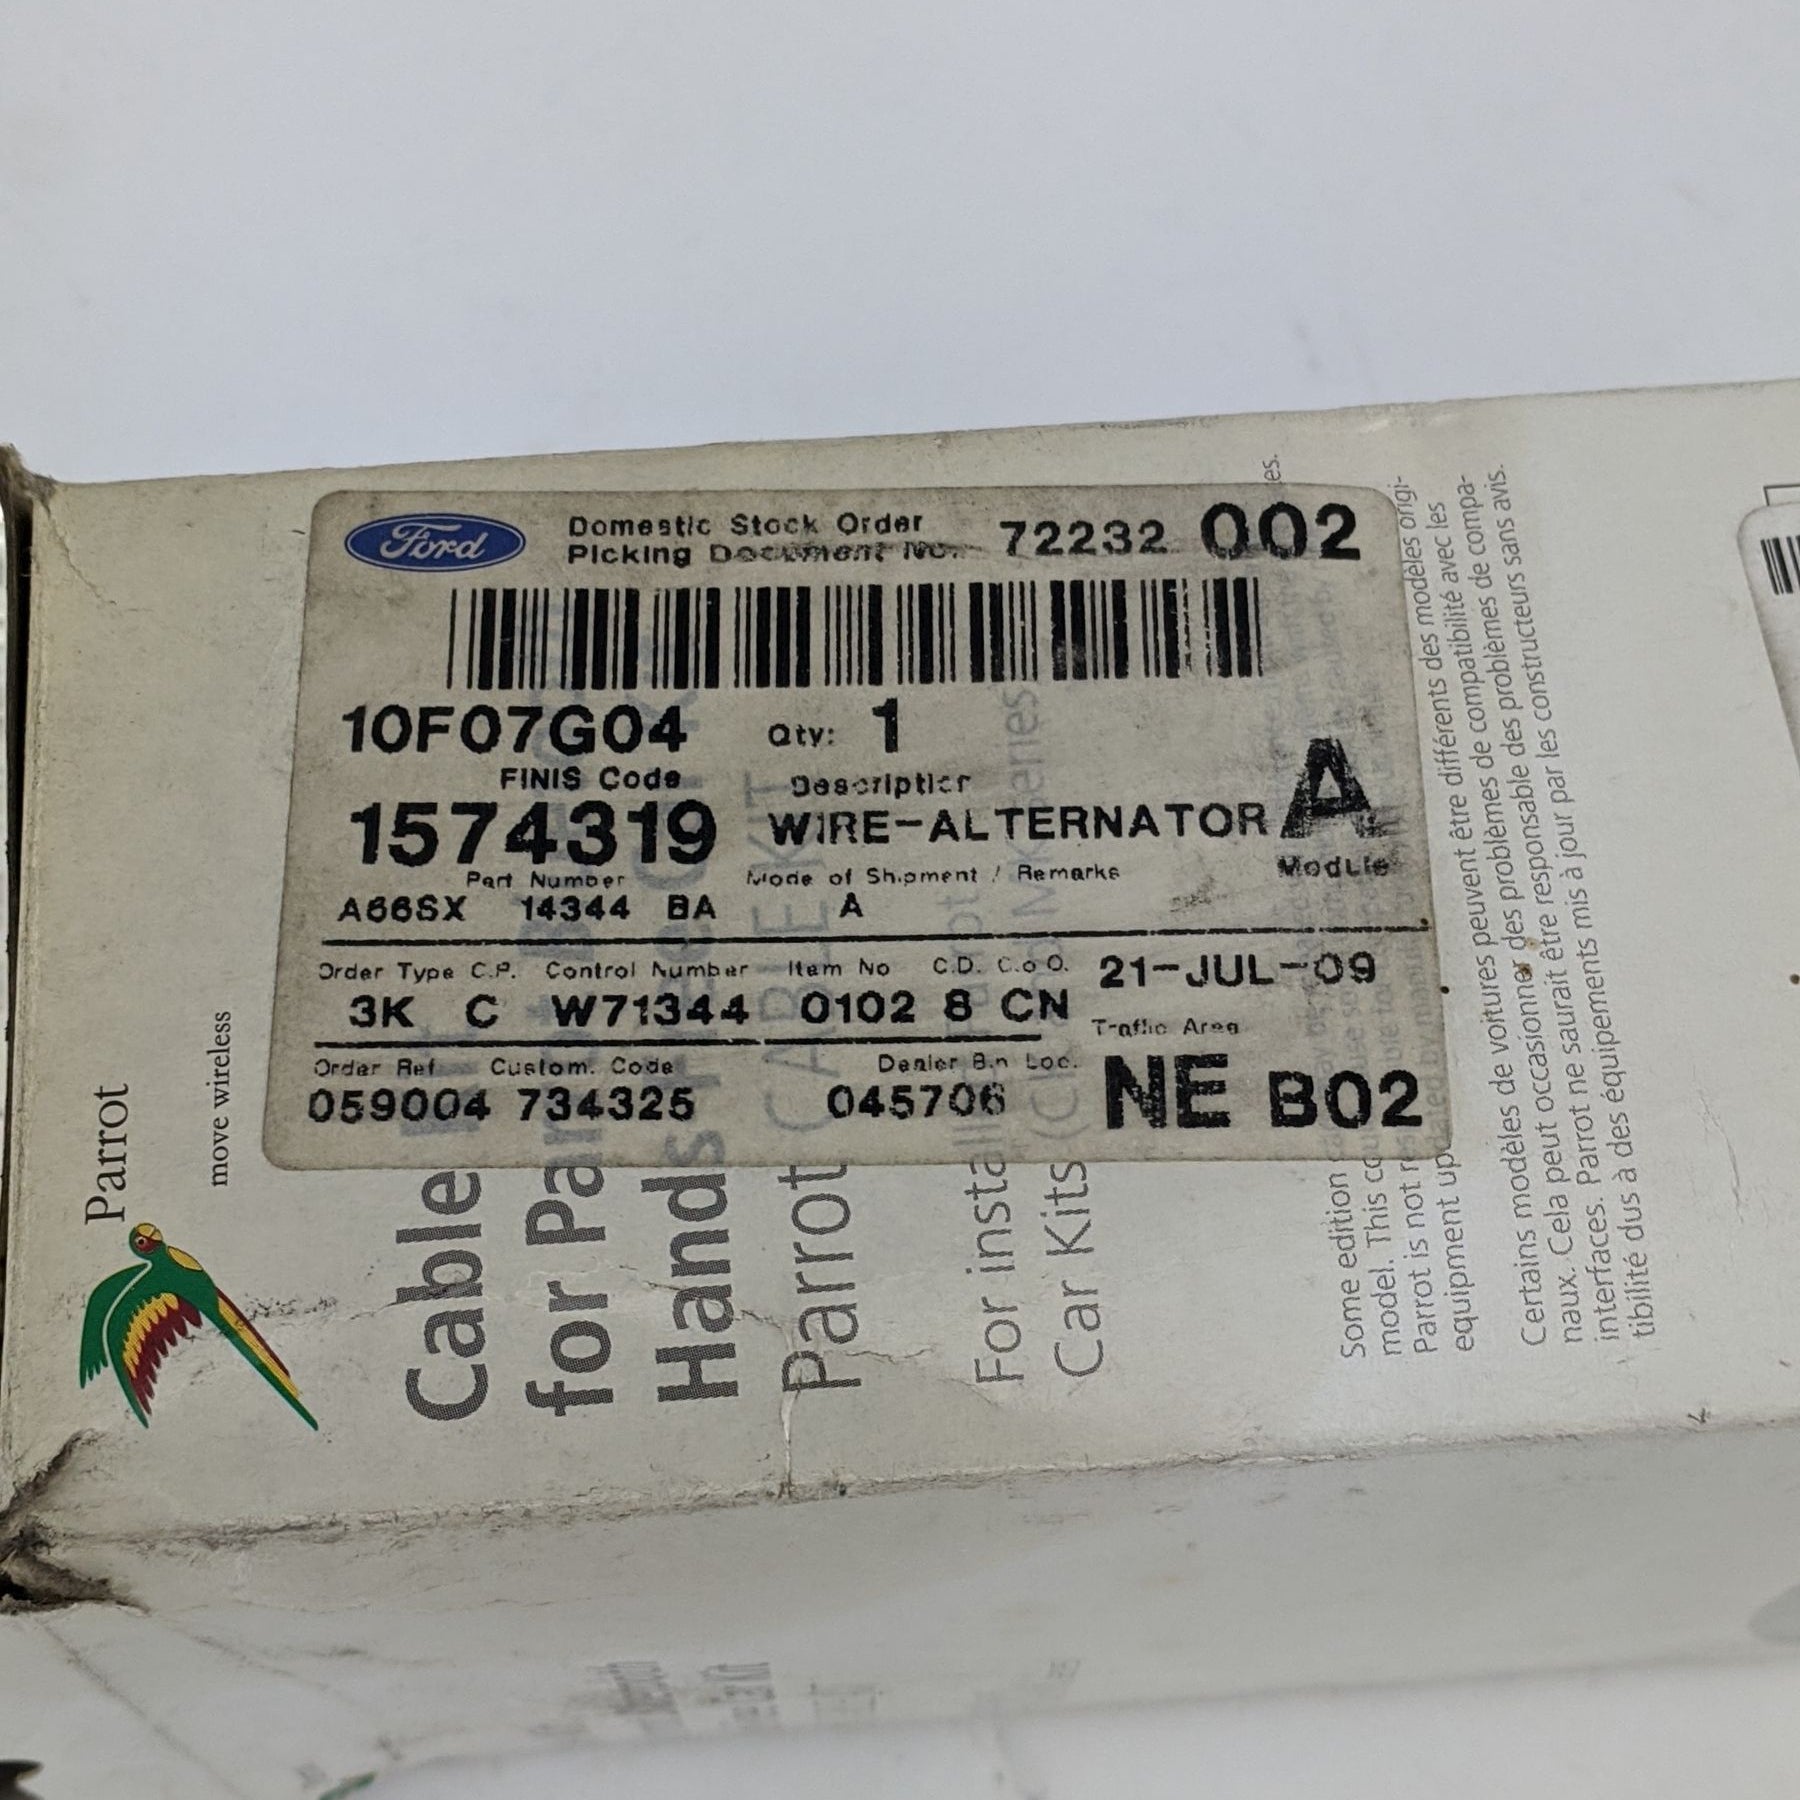 Ford
Domestic Stock Order
Picking Document No.
72232 002
10F07G04
Qty: 1
FINIS Code
Description
1574319
WIRE-ALTERNATOR
A
Module
Part Number
Mode of Shipment / Remarks
A66SX 14344 BA
A
Order Type C.P. Control Number Item No C.D. C.o O.
21-JUL-09
3K C W71344 0102 8 CN
Traffic Area
Order Ref Custom. Code
Dealer Bin Loc.
059004 734325 045706
NE B02
Parrot
move wireless
Cable
for Par
Hands
Parrot
For install
Car Kits
Some edition
model. This
Parrot is not
equipment
Certains modèles de voitures peuvent être différents des modèles origi-
naux. Cela peut occasionner des problèmes de compatibilité avec les
interfaces. Parrot ne saurait être responsable des problèmes de compa-
tibilité dus à des équipements mis à jour par les constructeurs sans avis.